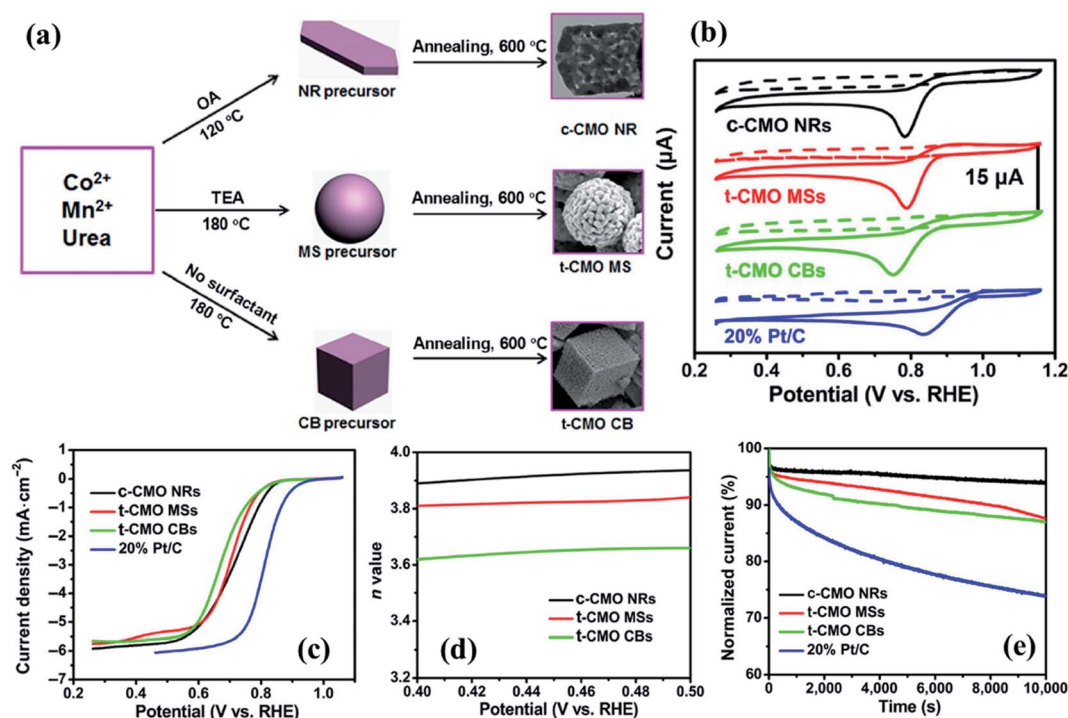 (a)
Co2+
Mn2+
Urea
OA
120 °C
NR precursor
Annealing, 600 °C
c-CMO NR
TEA
180 °C
MS precursor
Annealing, 600 °C
t-CMO MS
No surfactant
180 °C
CB precursor
Annealing, 600 °C
t-CMO CB
(b)
Current (µA)
c-CMO NRs
t-CMO MSs
15 µA
t-CMO CBs
20% Pt/C
0.2 0.4 0.6 0.8 1.0 1.2
Potential (V vs. RHE)
Current density (mA·cm−2)
1
0
−1
−2
−3
−4
−5
−6
−7
c-CMO NRs
t-CMO MSs
t-CMO CBs
20% Pt/C
(c)
0.2 0.4 0.6 0.8 1.0
Potential (V vs. RHE)
n value
4.0
3.8
3.6
3.4
3.2
c-CMO NRs
t-CMO MSs
t-CMO CBs
(d)
0.40 0.42 0.44 0.46 0.48 0.50
Potential (V vs. RHE)
Normalized current (%)
100
90
80
70
60
c-CMO NRs
t-CMO MSs
t-CMO CBs
20% Pt/C
(e)
0 2,000 4,000 6,000 8,000 10,000
Time (s)